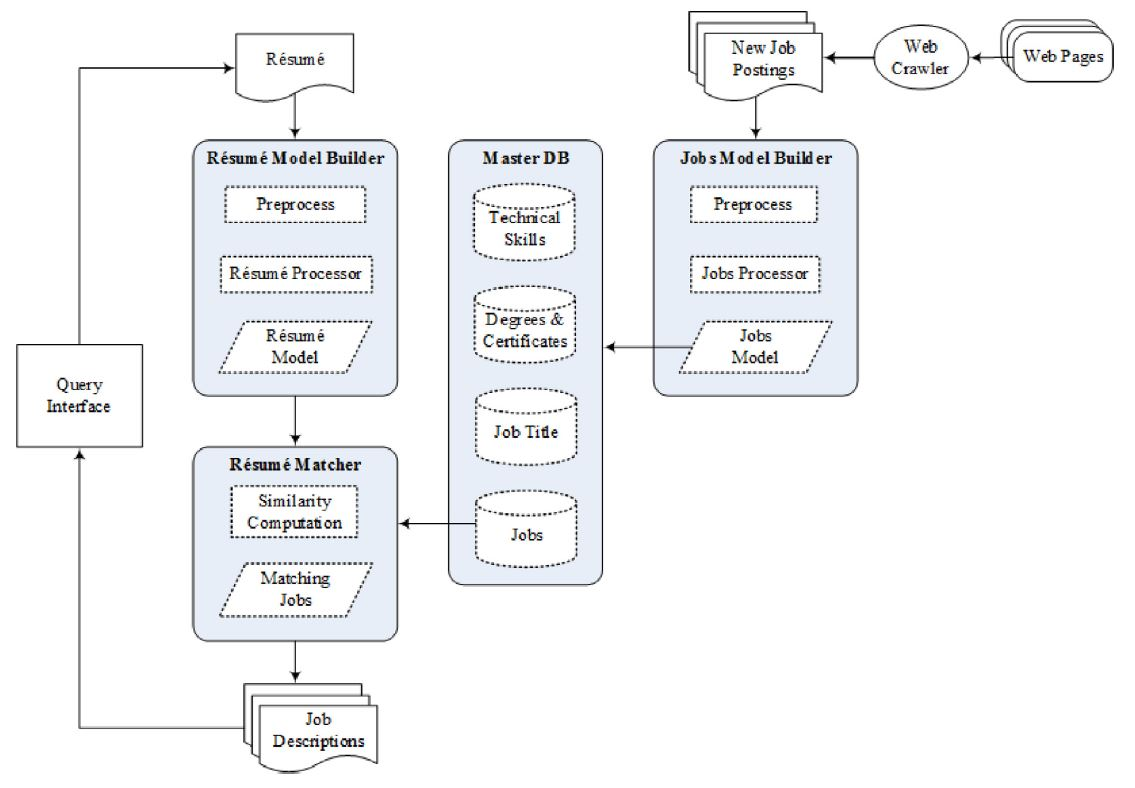 Résumé
New Job
Postings
Web
Crawler
Web Pages
Résumé Model Builder
Preprocess
Résumé Processor
Résumé
Model
Master DB
Technical
Skills
Degrees &
Certificates
Job Title
Jobs
Jobs Model Builder
Preprocess
Jobs Processor
Jobs
Model
Query
Interface
Résumé Matcher
Similarity
Computation
Matching
Jobs
Job
Descriptions